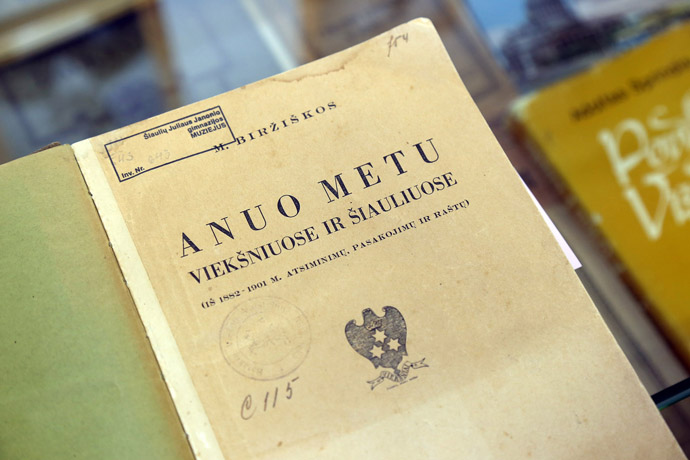 704
Šiaulių Juliaus Janonio
gimnazijos
MUZIEJUS
Inv. Nr.
M. BIRŽIŠKOS
ANUO METU
VIEKŠNIUOSE IR ŠIAULIUOSE
(IŠ 1882-1901 M. ATSIMINIMŲ, PASAKOJIMŲ IR RAŠTŲ)
C 115